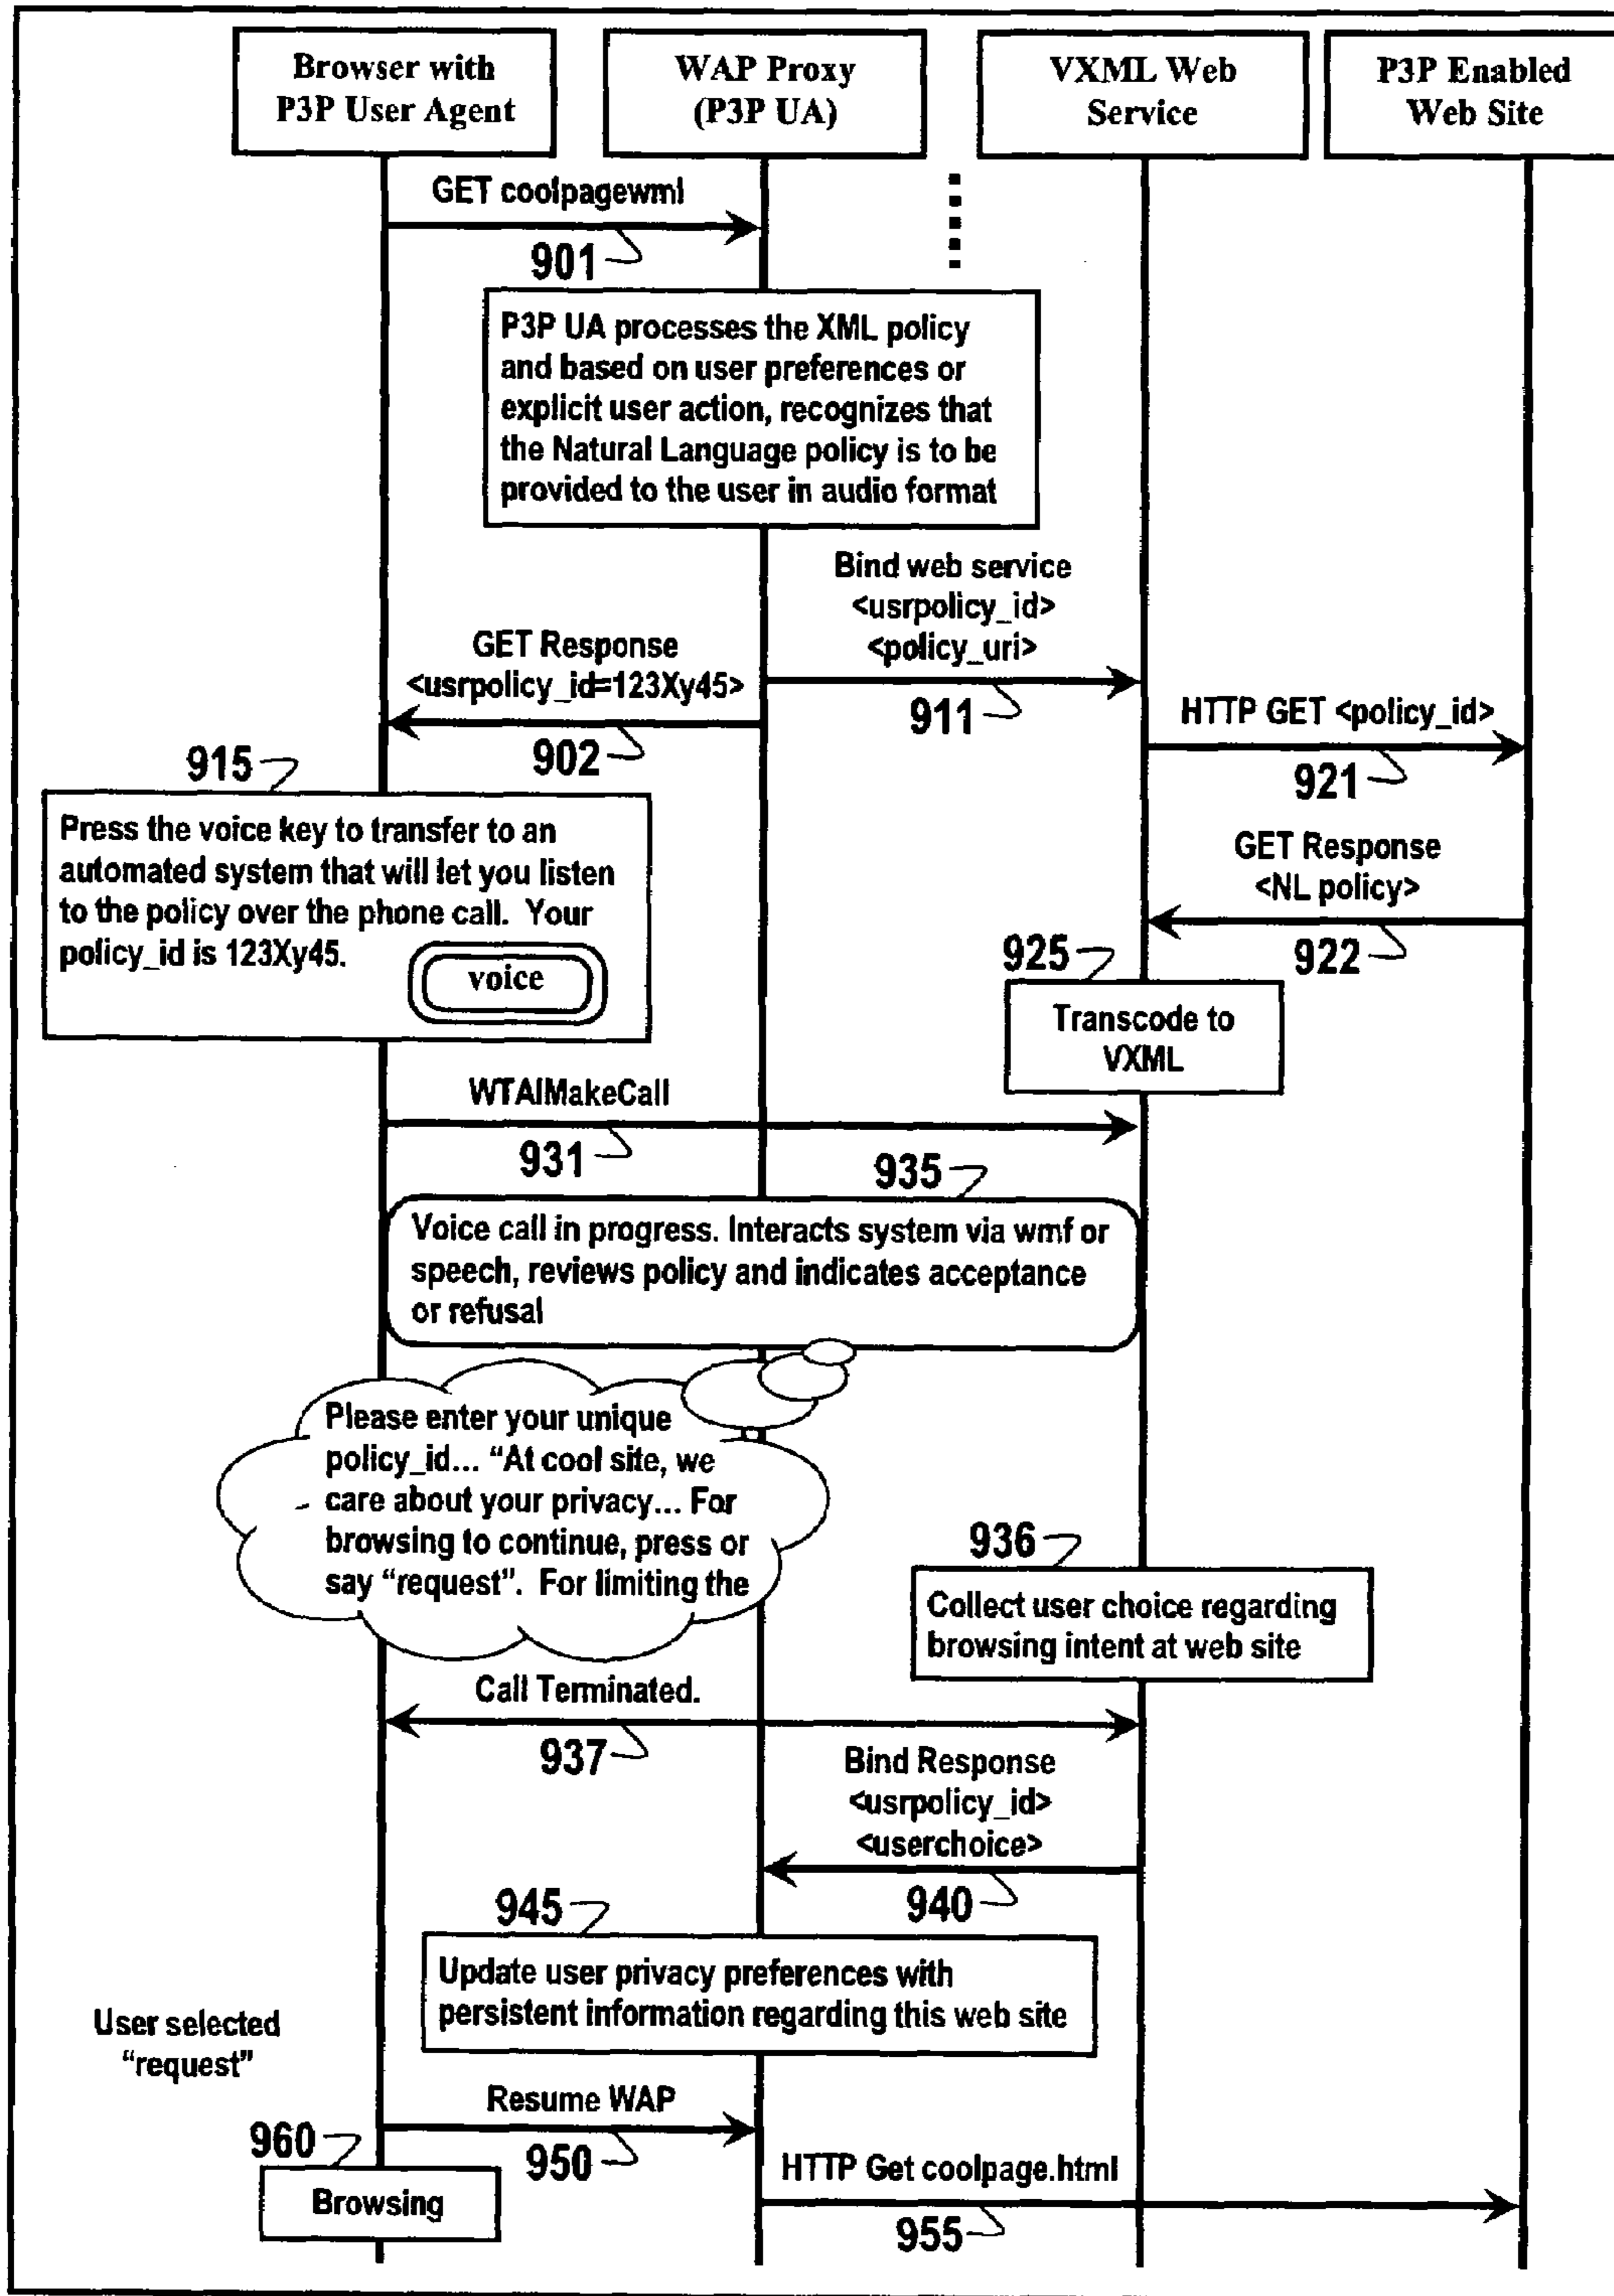 Browser with
P3P User Agent
WAP Proxy
(P3P UA)
VXML Web
Service
P3P Enabled
Web Site
GET coolpagewml
901
P3P UA processes the XML policy
and based on user preferences or
explicit user action, recognizes that
the Natural Language policy is to be
provided to the user in audio format
Bind web service
<usrpolicy_id>
<policy_uri>
911
GET Response
<usrpolicy_id=123Xy45>
902
HTTP GET <policy_id>
921
915
Press the voice key to transfer to an
automated system that will let you listen
to the policy over the phone call. Your
policy_id is 123Xy45.
voice
GET Response
<NL policy>
922
925
Transcode to
VXML
WTAIMakeCall
931
935
Voice call in progress. Interacts system via wmf or
speech, reviews policy and indicates acceptance
or refusal
Please enter your unique
policy_id... “At cool site, we
care about your privacy... For
browsing to continue, press or
say “request”. For limiting the
936
Collect user choice regarding
browsing intent at web site
Call Terminated.
937
Bind Response
<usrpolicy_id>
<userchoice>
940
945
Update user privacy preferences with
persistent information regarding this web site
User selected
“request”
Resume WAP
950
960
Browsing
HTTP Get coolpage.html
955